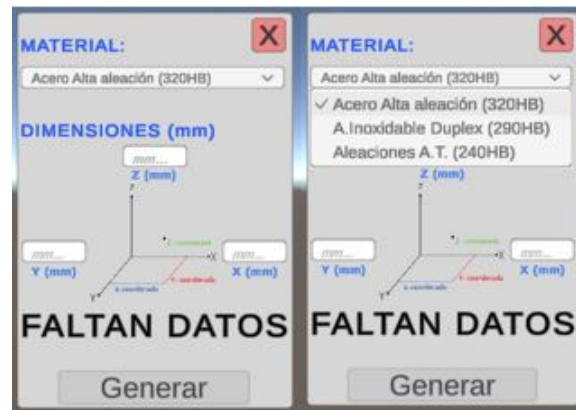 X
MATERIAL:
Acero Alta aleación (320HB)
DIMENSIONES (mm)
mm...
Z (mm)
Z
X
mm...
mm...
Y (mm)
X (mm)
Y
FALTAN DATOS
Generar
X
MATERIAL:
Acero Alta aleación (320HB)
✓ Acero Alta aleación (320HB)
A.Inoxidable Duplex (290HB)
Aleaciones A.T. (240HB)
Z (mm)
X
mm...
mm...
Y (mm)
X (mm)
Y
FALTAN DATOS
Generar